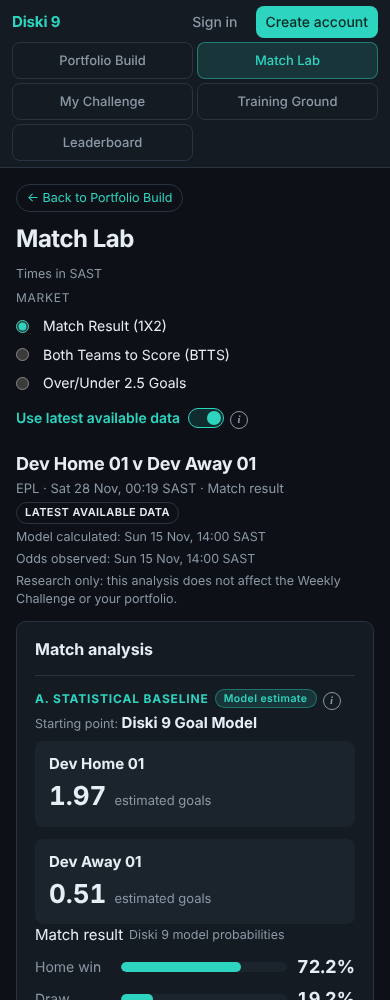 Diski 9
Sign in
Create account
Portfolio Build
Match Lab
My Challenge
Training Ground
Leaderboard
← Back to Portfolio Build
Match Lab
Times in SAST
MARKET
Match Result (1X2)
Both Teams to Score (BTTS)
Over/Under 2.5 Goals
Use latest available data i
Dev Home 01 v Dev Away 01
EPL · Sat 28 Nov, 00:19 SAST · Match result
LATEST AVAILABLE DATA
Model calculated: Sun 15 Nov, 14:00 SAST
Odds observed: Sun 15 Nov, 14:00 SAST
Research only: this analysis does not affect the Weekly
Challenge or your portfolio.
Match analysis
A. STATISTICAL BASELINE Model estimate i
Starting point: Diski 9 Goal Model
Dev Home 01
1.97 estimated goals
Dev Away 01
0.51 estimated goals
Match result Diski 9 model probabilities
Home win 72.2%
Draw 19.2%